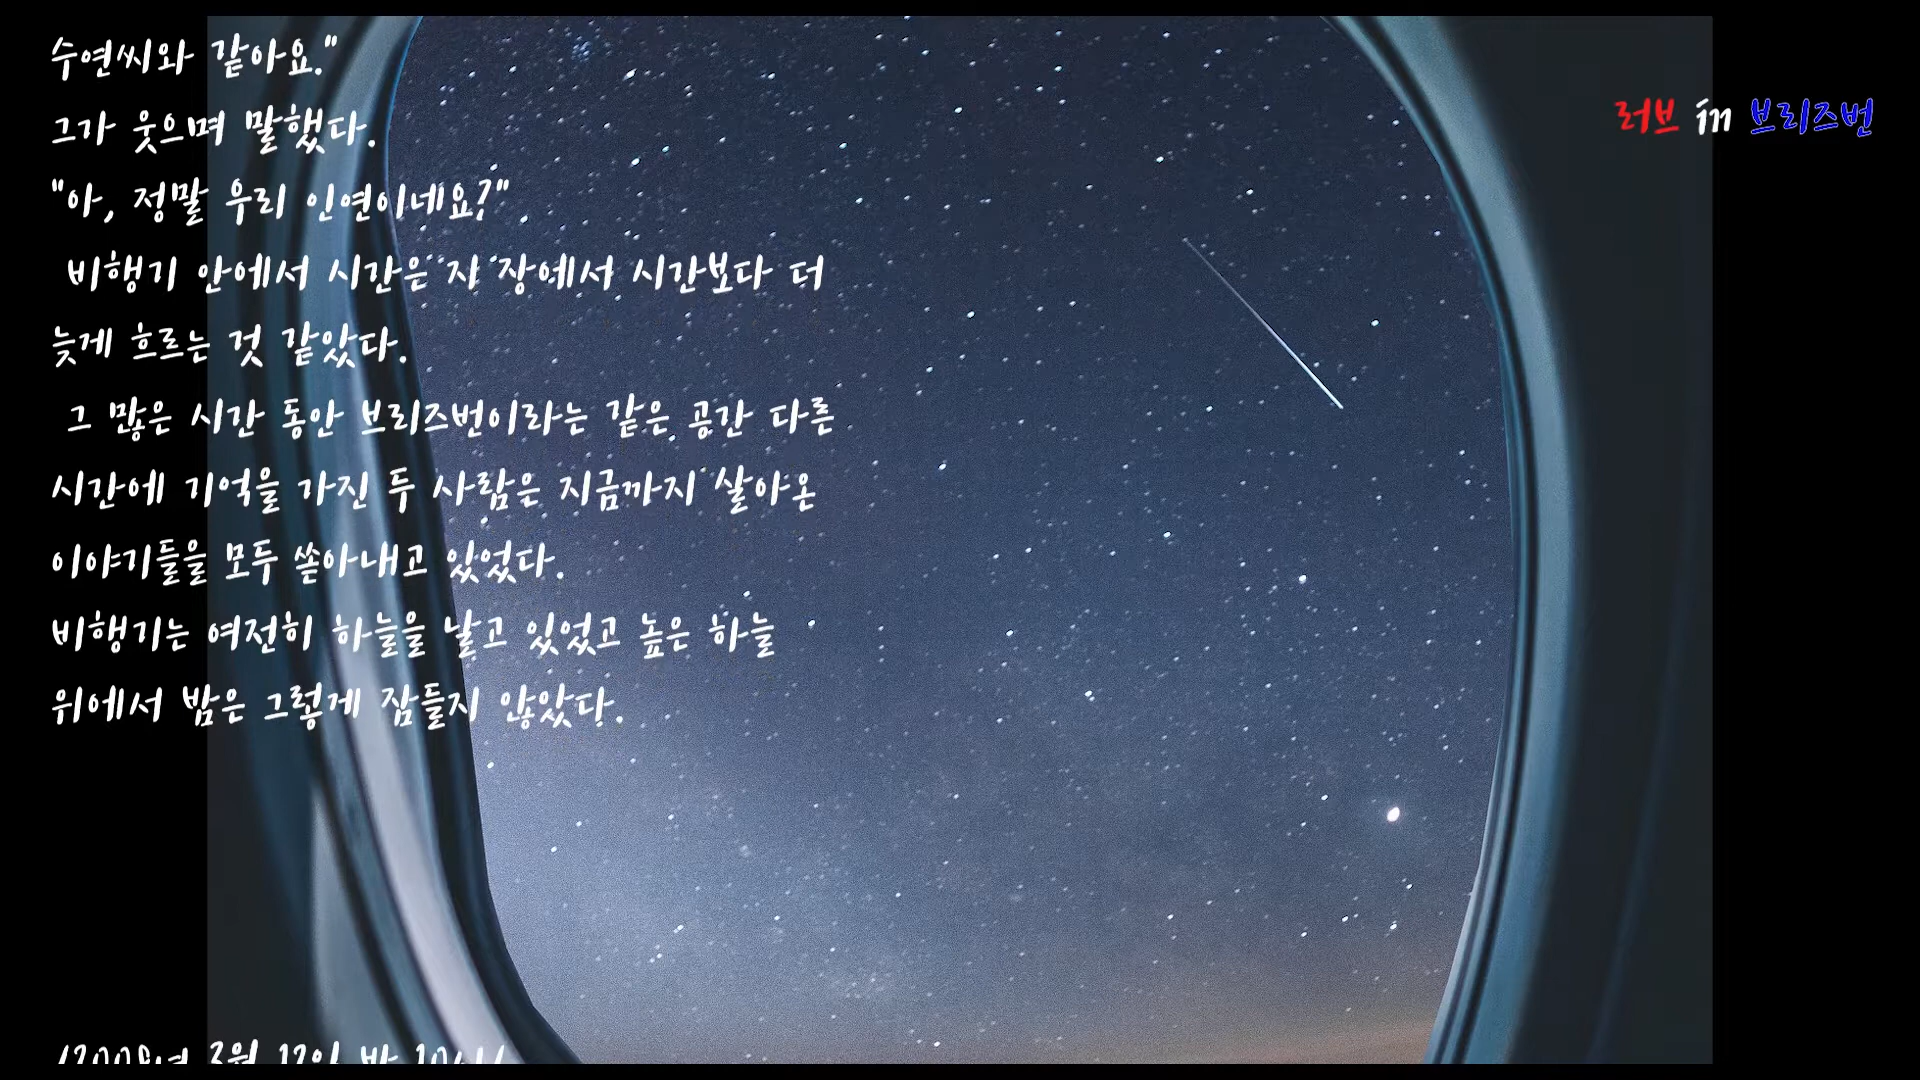 수연씨와 같아요."
그가 웃으며 말했다.
"아, 정말 우리 인연이네요?"
비행기 안에서 시간은 지 장에서 시간보다 더
늦게 흐르는 것 같았다.
그 많은 시간 동안 브리즈번이라는 같은 공간 다른
시간에 기억을 가진 두 사람은 지금까지 살아온
이야기들을 모두 쏟아내고 있었다.
비행기는 여전히 하늘을 날고 있었고 높은 하늘
위에서 밤은 그렇게 잠들지 않았다.
러브 in 브리즈번